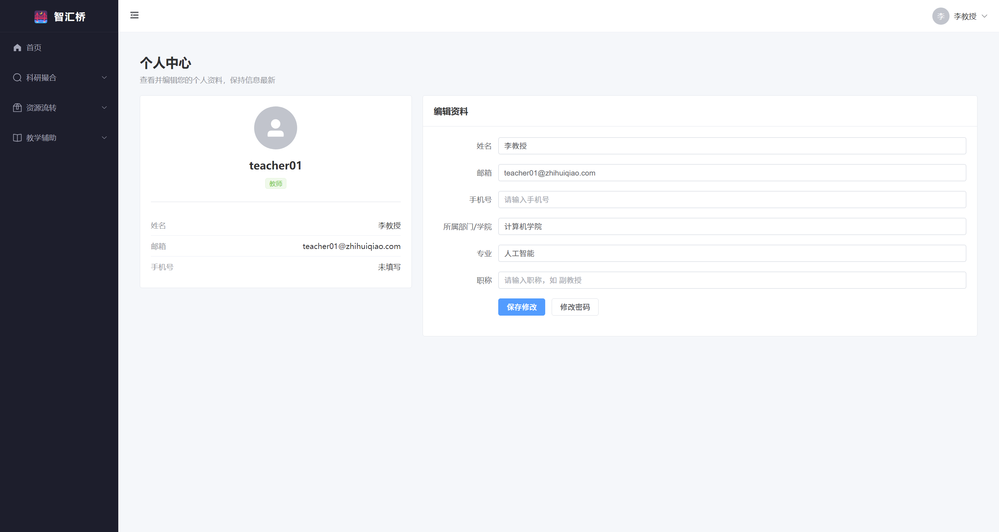 智汇桥
首页
科研撮合
资源流转
教学辅助
李 李教授
个人中心
查看并编辑您的个人资料，保持信息最新
teacher01
教师
姓名 李教授
邮箱 teacher01@zhihuiqiao.com
手机号 未填写
编辑资料
姓名 李教授
邮箱 teacher01@zhihuiqiao.com
手机号 请输入手机号
所属部门/学院 计算机学院
专业 人工智能
职称 请输入职称，如 副教授
保存修改 修改密码